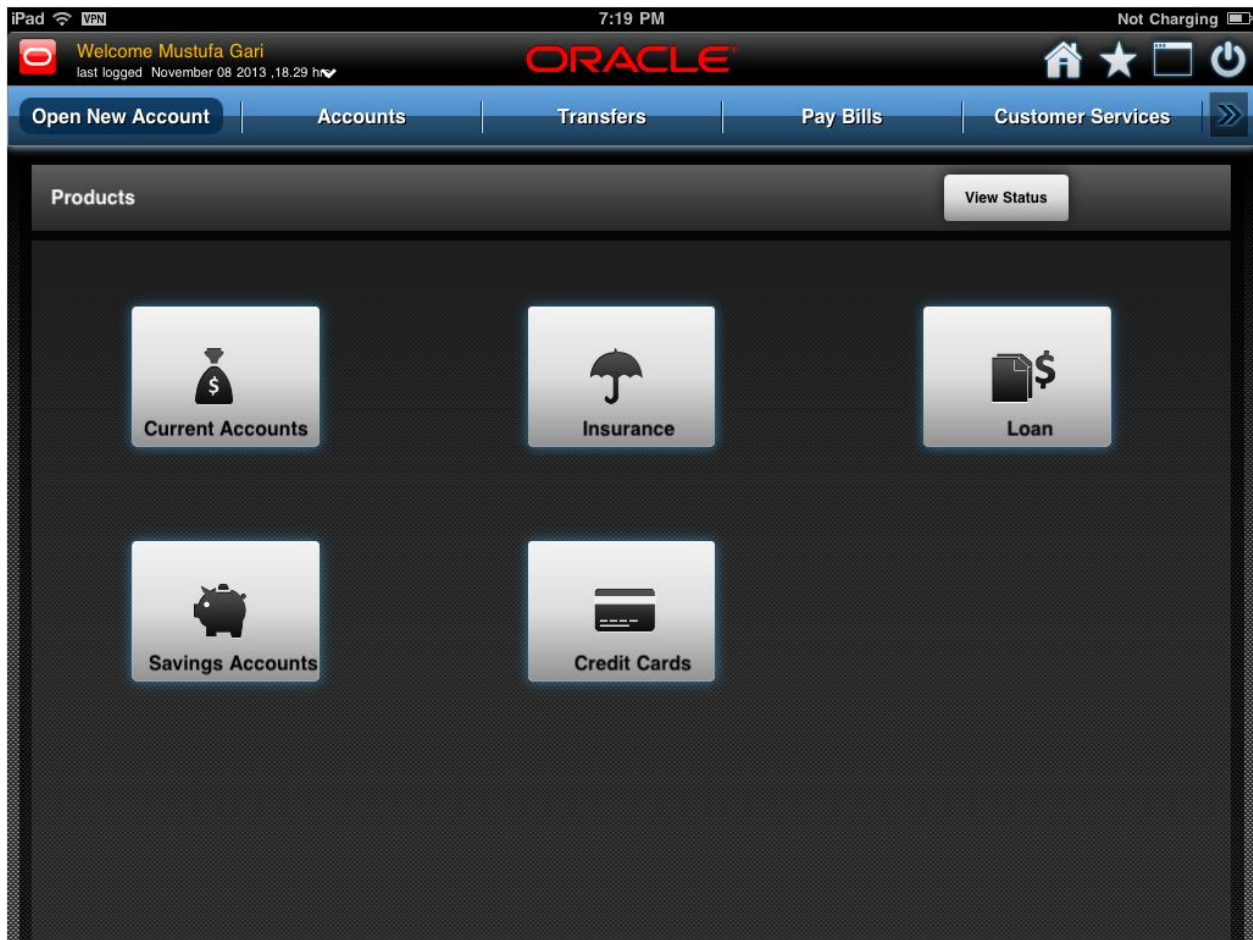 iPad VPN 7:19 PM Not Charging
Welcome Mustufa Gari
ORACLE
last logged November 08 2013 ,18.29 hrs
Open New Account Accounts Transfers Pay Bills Customer Services
Products View Status
$ $
Current Accounts Insurance Loan
Savings Accounts Credit Cards